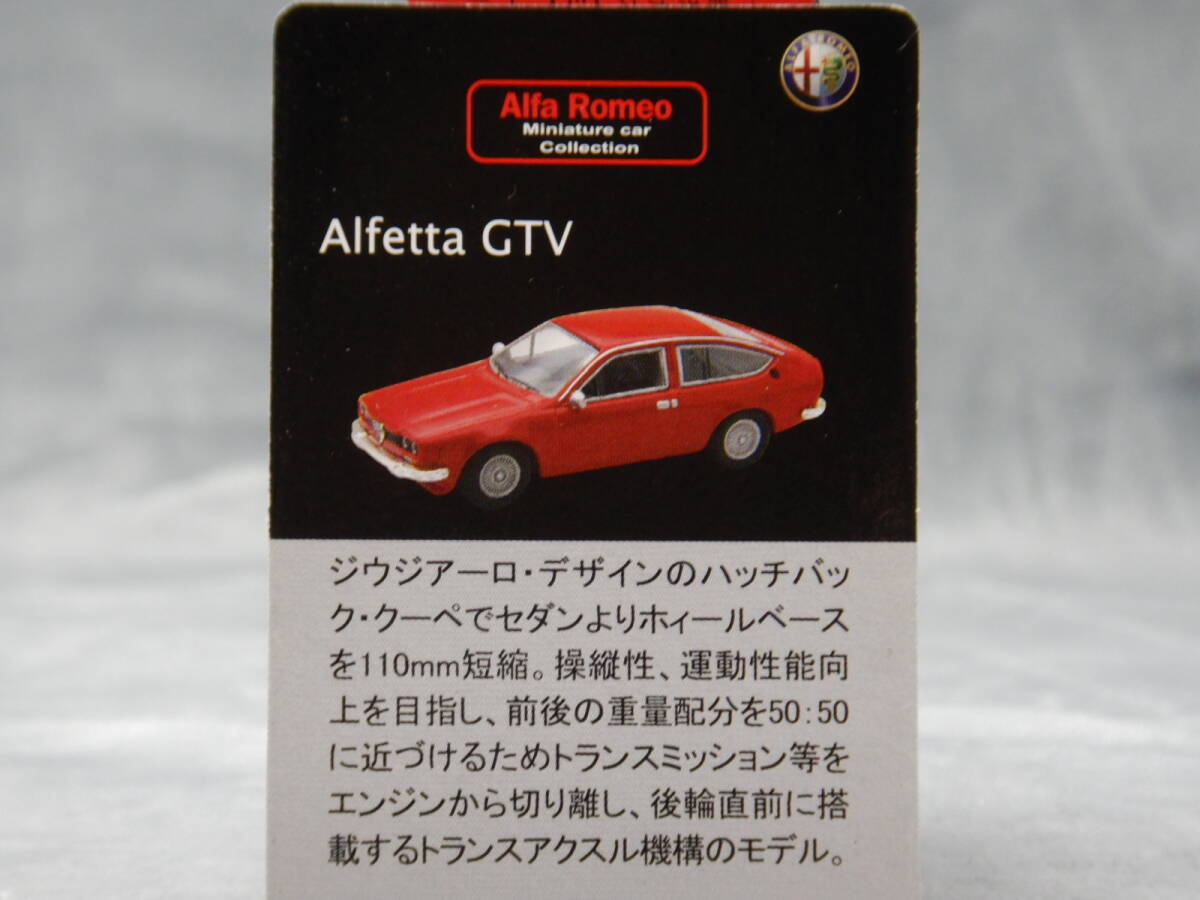 ALFA ROMEO
Alfa Romeo
Miniature car
Collection
Alfetta GTV
ジウジアーロ・デザインのハッチバッ
ク・クーペでセダンよりホィールベース
を110mm短縮。操縦性、運動性能向
上を目指し、前後の重量配分を50:50
に近づけるためトランスミッション等を
エンジンから切り離し、後輪直前に搭
載するトランスアクスル機構のモデル。